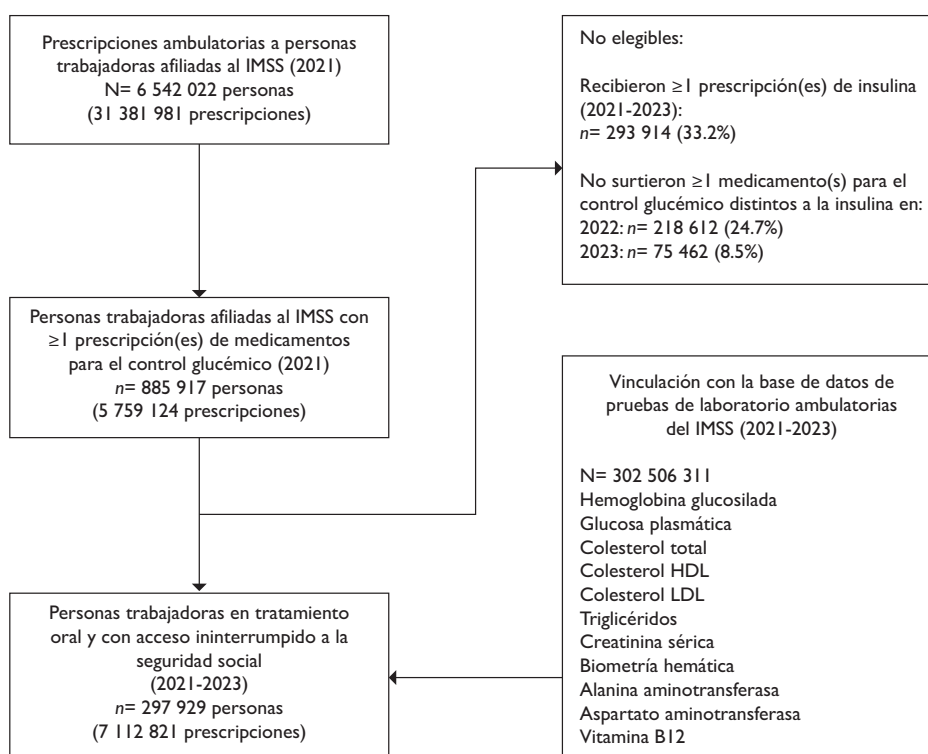 Prescripciones ambulatorias a personas
trabajadoras afiliadas al IMSS (2021)
N= 6 542 022 personas
(31 381 981 prescripciones)
No elegibles:
Recibieron ≥1 prescripción(es) de insulina
(2021-2023):
n= 293 914 (33.2%)
No surtieron ≥1 medicamento(s) para el
control glucémico distintos a la insulina en:
2022: n= 218 612 (24.7%)
2023: n= 75 462 (8.5%)
Personas trabajadoras afiliadas al IMSS con
≥1 prescripción(es) de medicamentos
para el control glucémico (2021)
n= 885 917 personas
(5 759 124 prescripciones)
Vinculación con la base de datos de
pruebas de laboratorio ambulatorias
del IMSS (2021-2023)
N= 302 506 311
Hemoglobina glucosilada
Glucosa plasmática
Colesterol total
Colesterol HDL
Colesterol LDL
Triglicéridos
Creatinina sérica
Biometría hemática
Alanina aminotransferasa
Aspartato aminotransferasa
Vitamina B12
Personas trabajadoras en tratamiento
oral y con acceso ininterrumpido a la
seguridad social
(2021-2023)
n= 297 929 personas
(7 112 821 prescripciones)